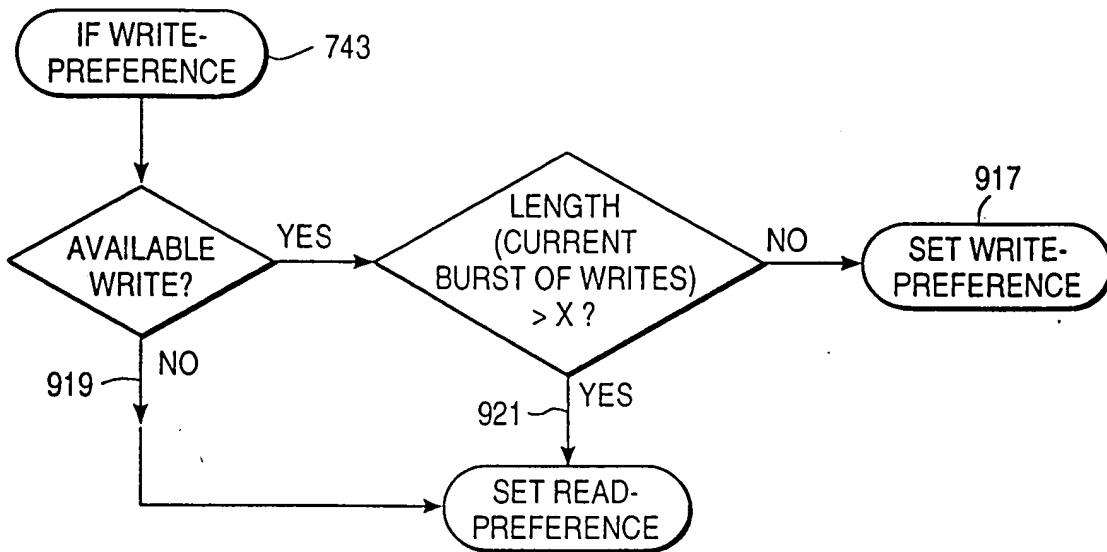 IF WRITE-
PREFERENCE
743
AVAILABLE
WRITE?
YES
LENGTH
(CURRENT
BURST OF WRITES)
> X ?
NO
917
SET WRITE-
PREFERENCE
919
NO
921
YES
SET READ-
PREFERENCE